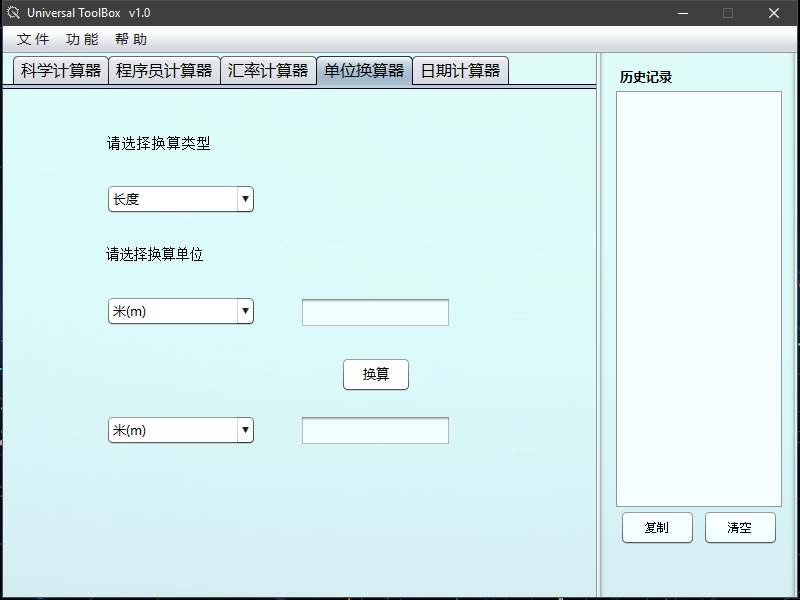 Universal ToolBox v1.0
文件 功能 帮助
科学计算器 程序员计算器 汇率计算器 单位换算器 日期计算器
历史记录
请选择换算类型
长度
请选择换算单位
米(m)
换算
米(m)
复制 清空